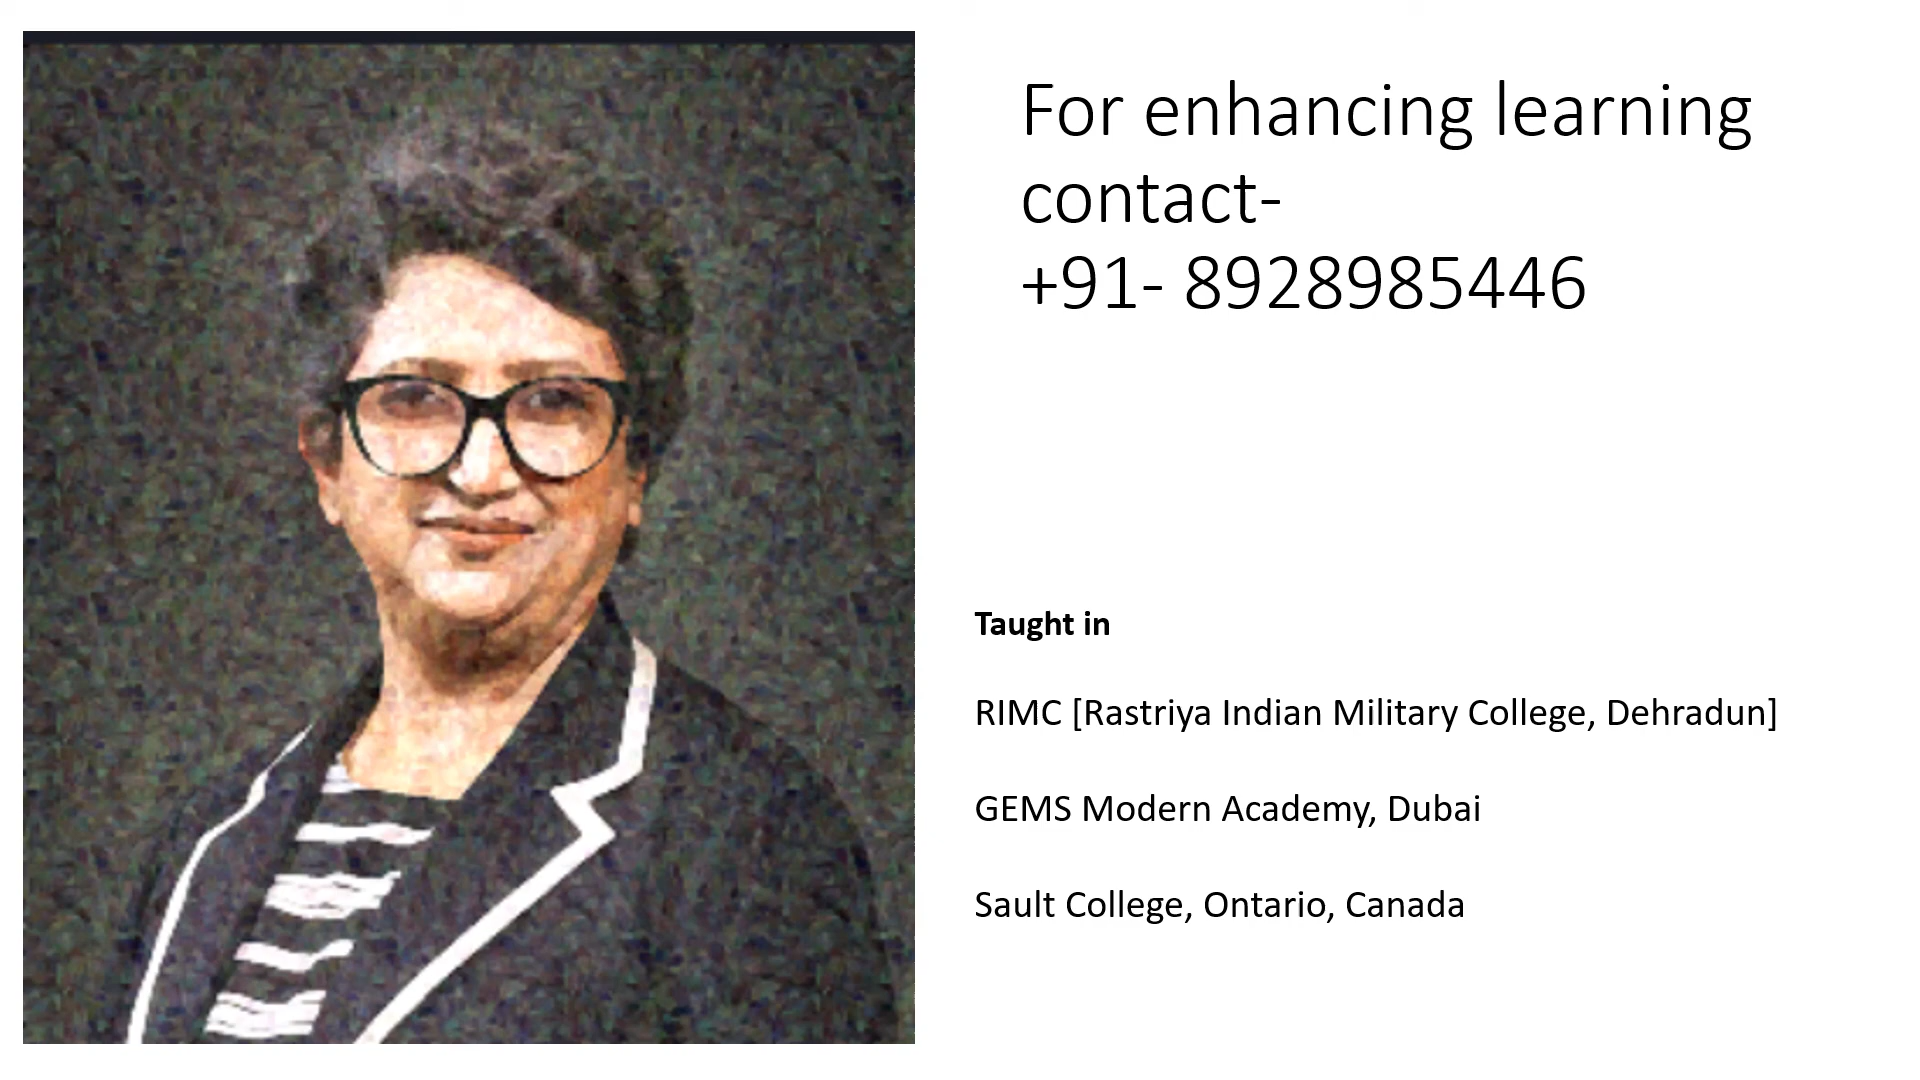 For enhancing learning
contact-
+91- 8928985446
Taught in
RIMC [Rastriya Indian Military College, Dehradun]
GEMS Modern Academy, Dubai
Sault College, Ontario, Canada